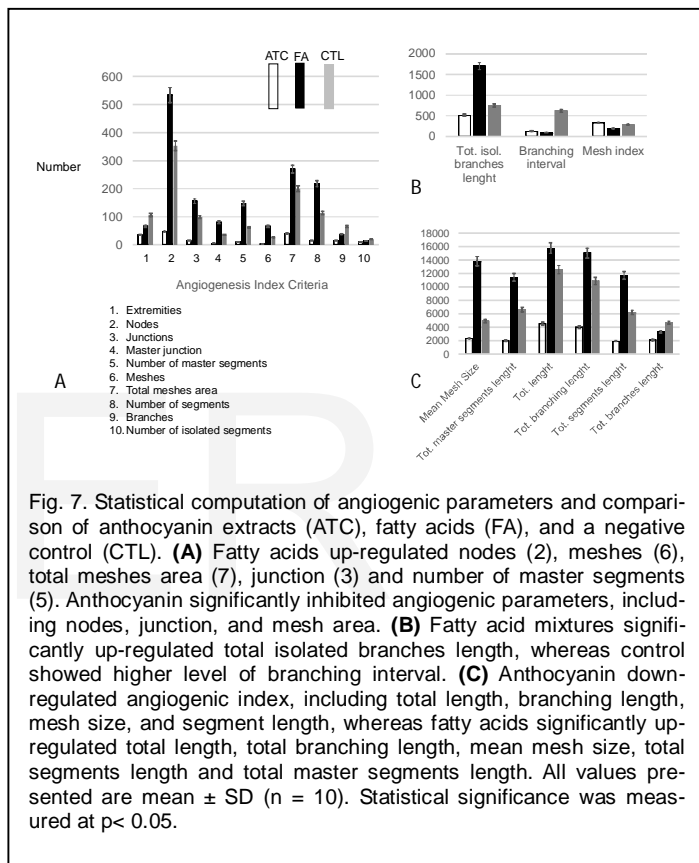 ATC FA CTL
600
500
400
300
200
100
0
Number
1 2 3 4 5 6 7 8 9 10
Angiogenesis Index Criteria
1. Extremities
2. Nodes
3. Junctions
4. Master junction
5. Number of master segments
6. Meshes
7. Total meshes area
8. Number of segments
9. Branches
10. Number of isolated segments
A
2000
1500
1000
500
0
Tot. isol. branches lenght
Branching interval
Mesh index
B
18000
16000
14000
12000
10000
8000
6000
4000
2000
0
Mean Mesh Size
Tot. master segments lenght
Tot. lenght
Tot. branching lenght
Tot. segments lenght
Tot. branches lenght
C
ER
Fig. 7. Statistical computation of angiogenic parameters and compari-
son of anthocyanin extracts (ATC), fatty acids (FA), and a negative
control (CTL). (A) Fatty acids up-regulated nodes (2), meshes (6),
total meshes area (7), junction (3) and number of master segments
(5). Anthocyanin significantly inhibited angiogenic parameters, includ-
ing nodes, junction, and mesh area. (B) Fatty acid mixtures signifi-
cantly up-regulated total isolated branches length, whereas control
showed higher level of branching interval. (C) Anthocyanin down-
regulated angiogenic index, including total length, branching length,
mesh size, and segment length, whereas fatty acids significantly up-
regulated total length, total branching length, mean mesh size, total
segments length and total master segments length. All values pre-
sented are mean ± SD (n = 10). Statistical significance was meas-
ured at p< 0.05.